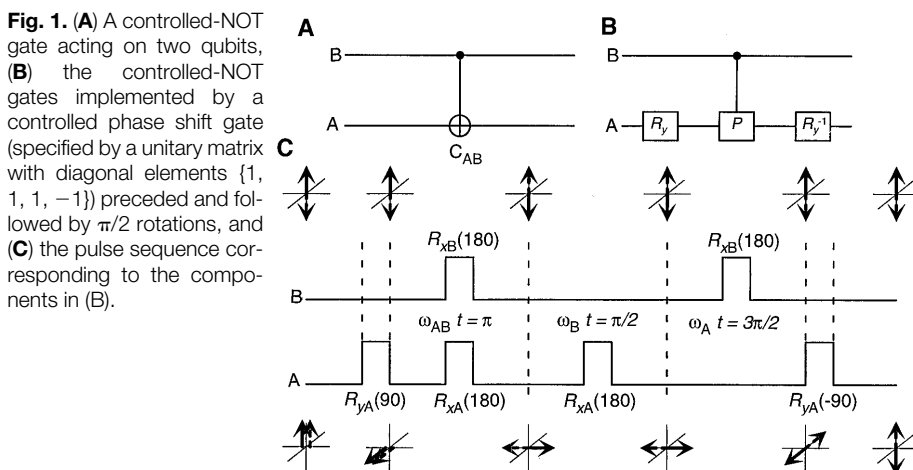 Fig. 1. (A) A controlled-NOT
gate acting on two qubits,
(B) the controlled-NOT
gates implemented by a
controlled phase shift gate
(specified by a unitary matrix
with diagonal elements {1,
1, 1, −1}) preceded and fol-
lowed by π/2 rotations, and
(C) the pulse sequence cor-
responding to the compo-
nents in (B).
A
B
A
C_AB
B
B
A
R_y
P
R_y^-1
C
R_xB(180)
R_xB(180)
B
ω_AB t = π
ω_B t = π/2
ω_A t = 3π/2
A
R_yA(90)
R_xA(180)
R_xA(180)
R_yA(-90)